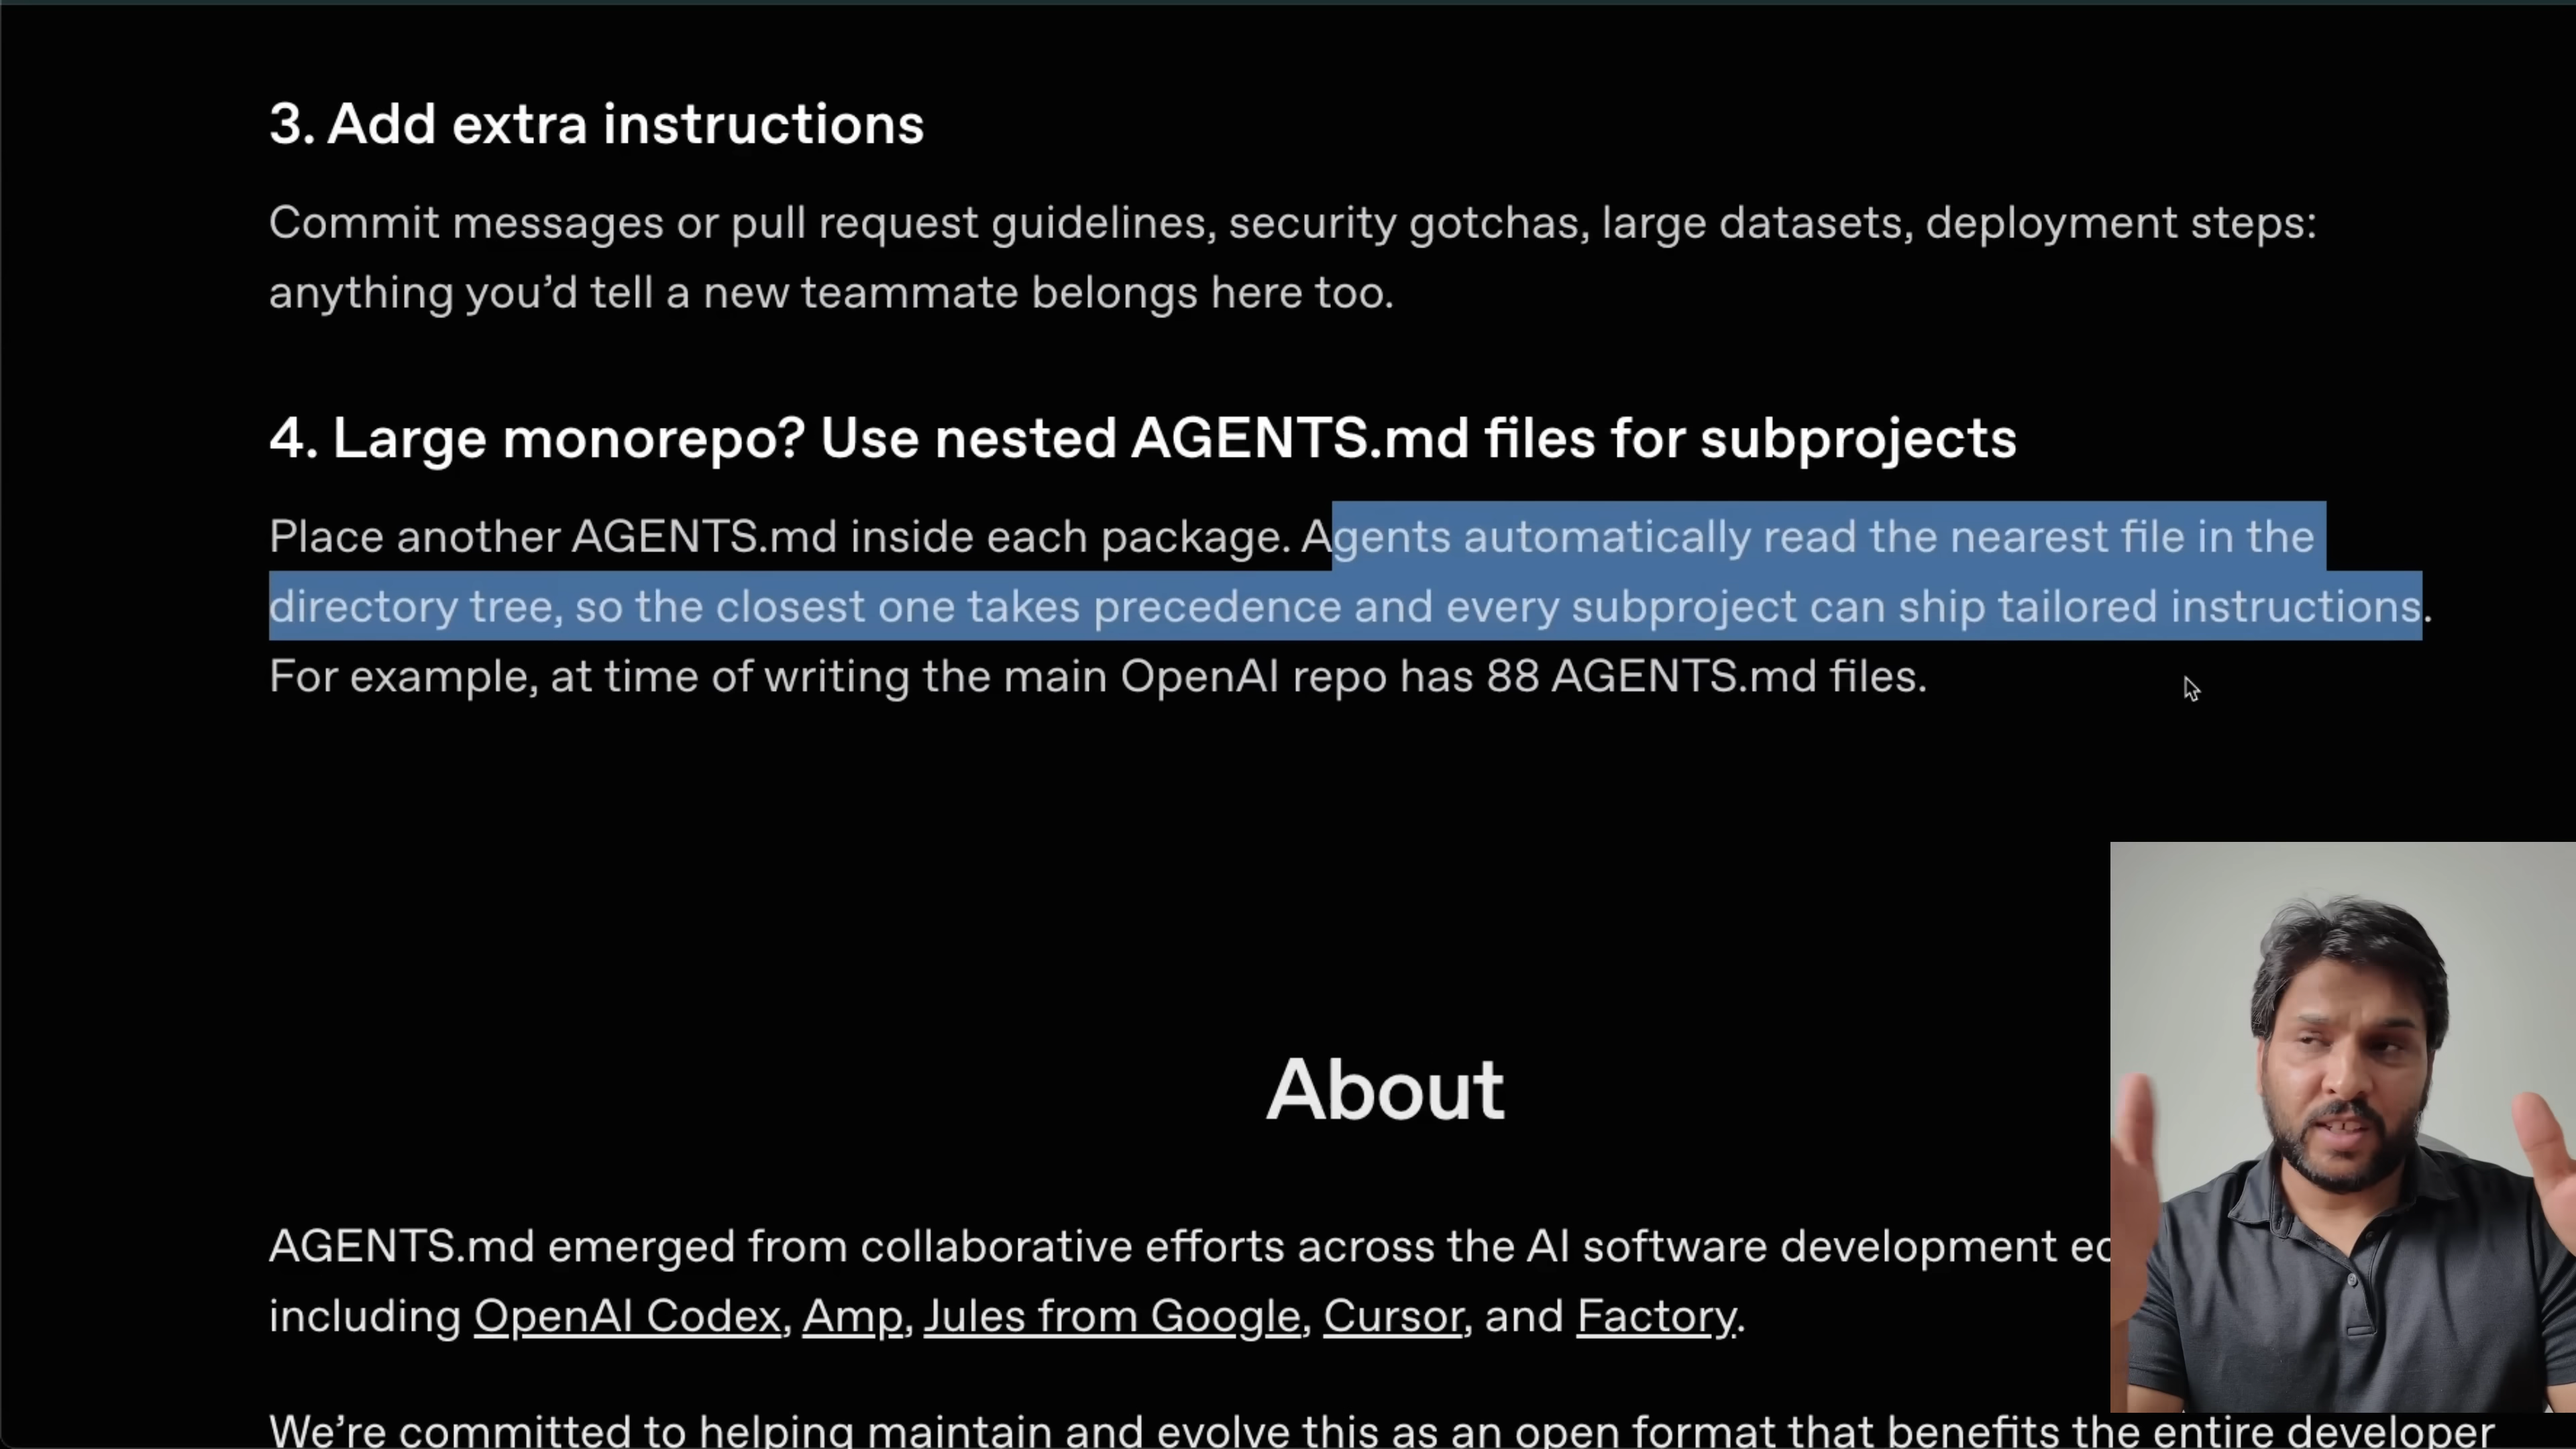 3. Add extra instructions
Commit messages or pull request guidelines, security gotchas, large datasets, deployment steps:
anything you’d tell a new teammate belongs here too.
4. Large monorepo? Use nested AGENTS.md files for subprojects
Place another AGENTS.md inside each package. Agents automatically read the nearest file in the
directory tree, so the closest one takes precedence and every subproject can ship tailored instructions.
For example, at time of writing the main OpenAI repo has 88 AGENTS.md files.
About
AGENTS.md emerged from collaborative efforts across the AI software development
including OpenAI Codex, Amp, Jules from Google, Cursor, and Factory.
We’re committed to helping maintain and evolve this as an open format that benefits the entire developer